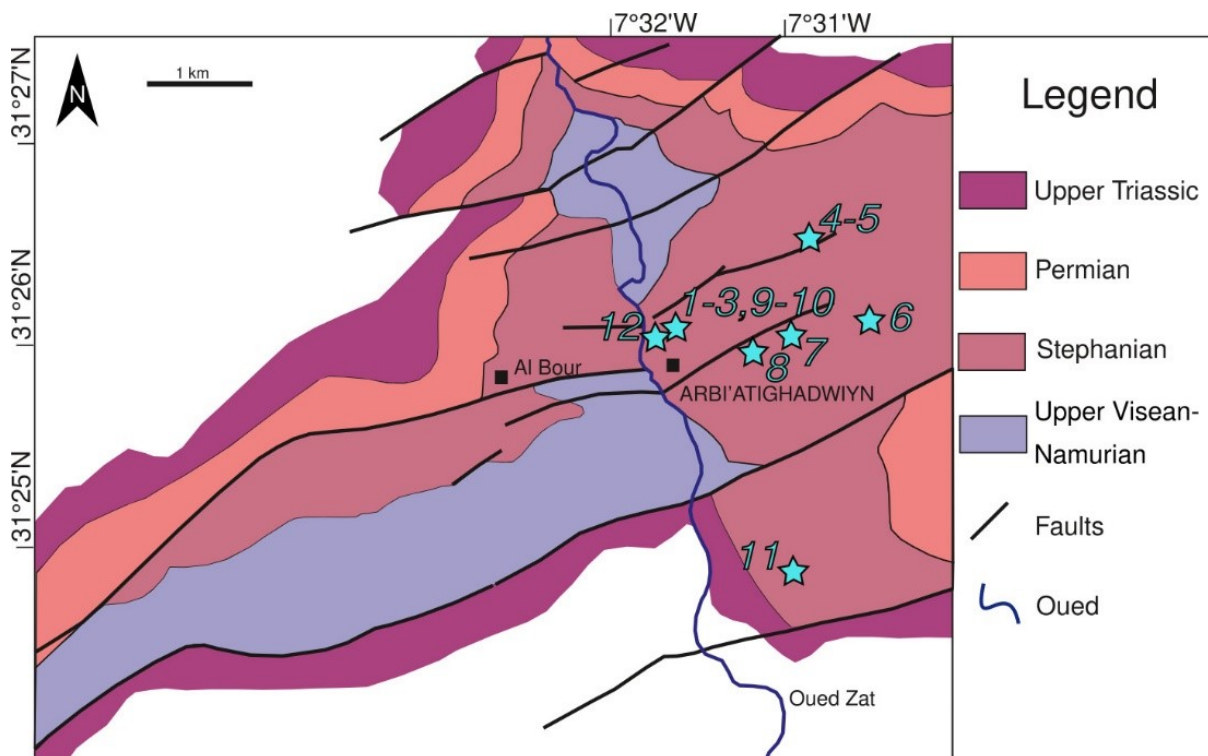 7°32'W
7°31'W
31°27'N
31°26'N
31°25'N
N
1 km
4-5
1-3,9-10
12
6
7
8
Al Bour
ARBI'ATIGHADWIYN
11
Oued Zat
Legend
Upper Triassic
Permian
Stephanian
Upper Visean-
Namurian
Faults
Oued